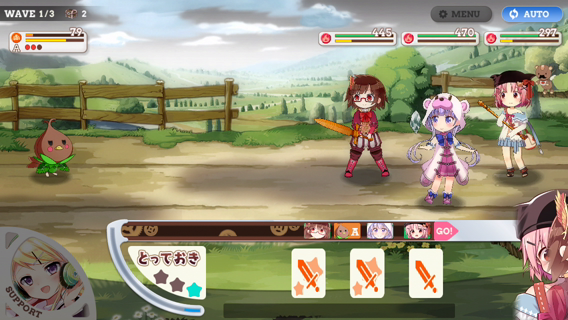 WAVE 1/3 2
MENU
AUTO
79
A
445
470
297
A
GO!
とっておき
SUPPORT